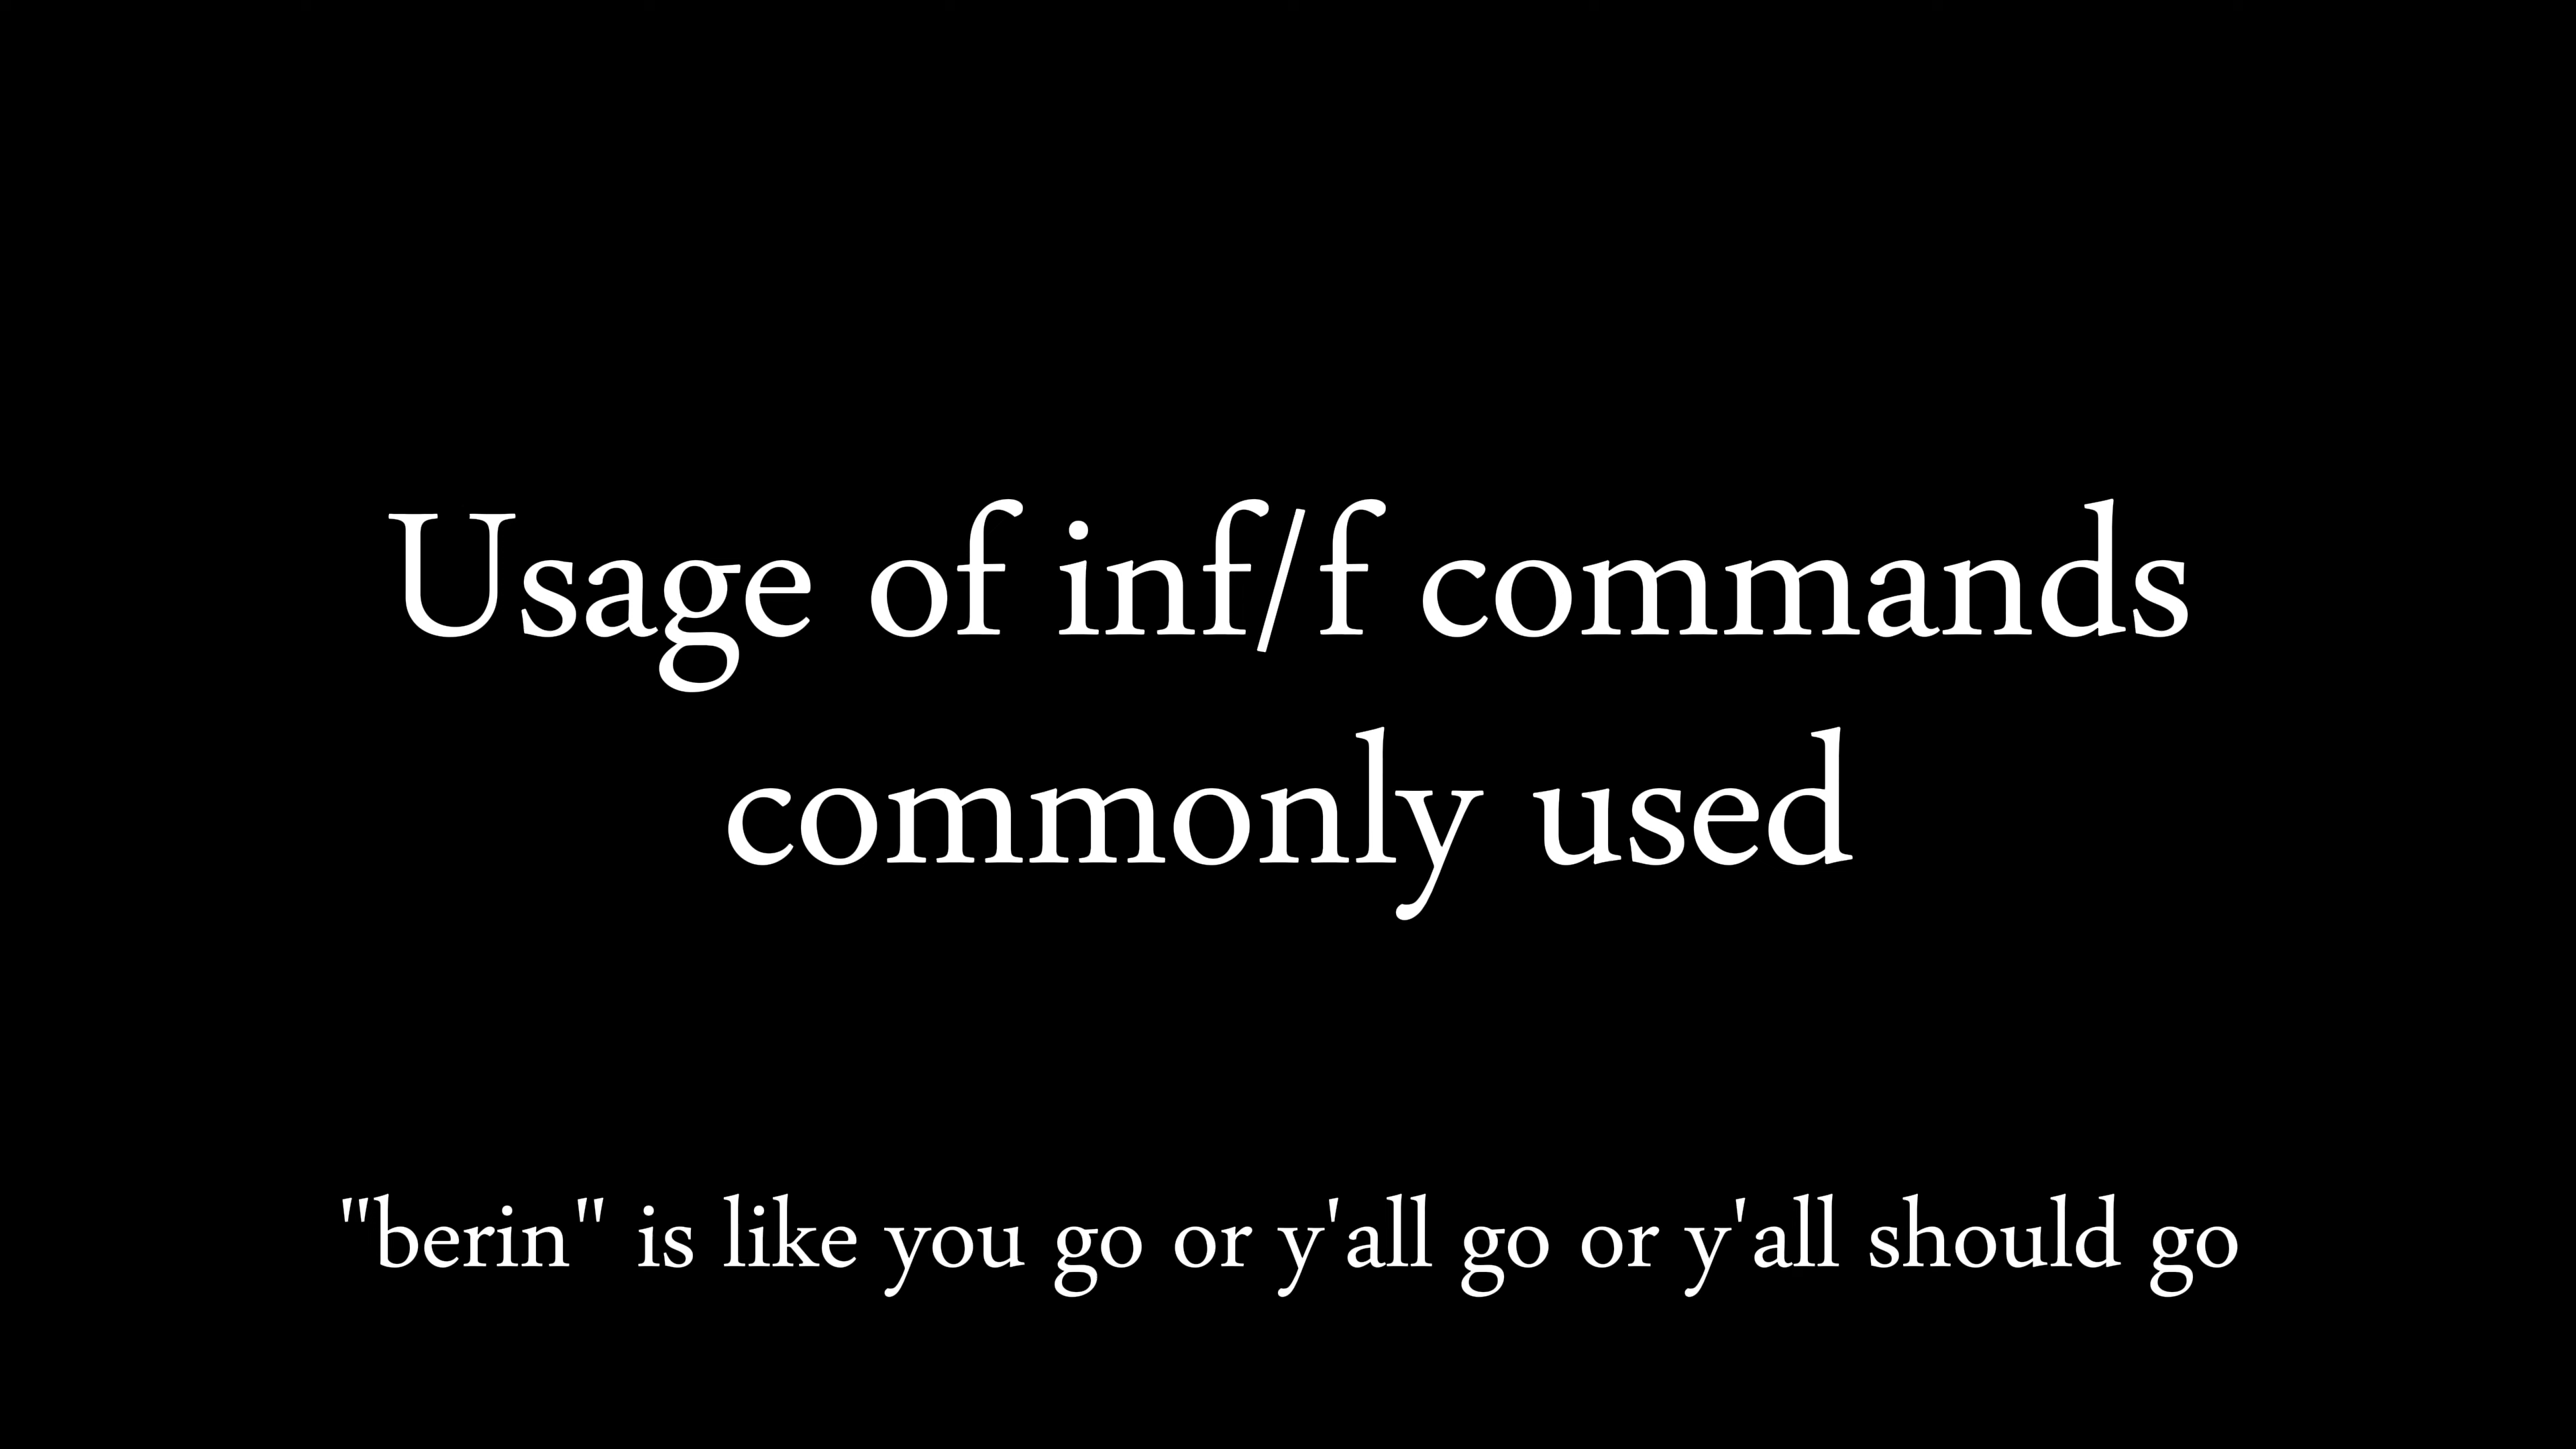 Usage of inf/f commands
commonly used
"berin" is like you go or y'all go or y'all should go